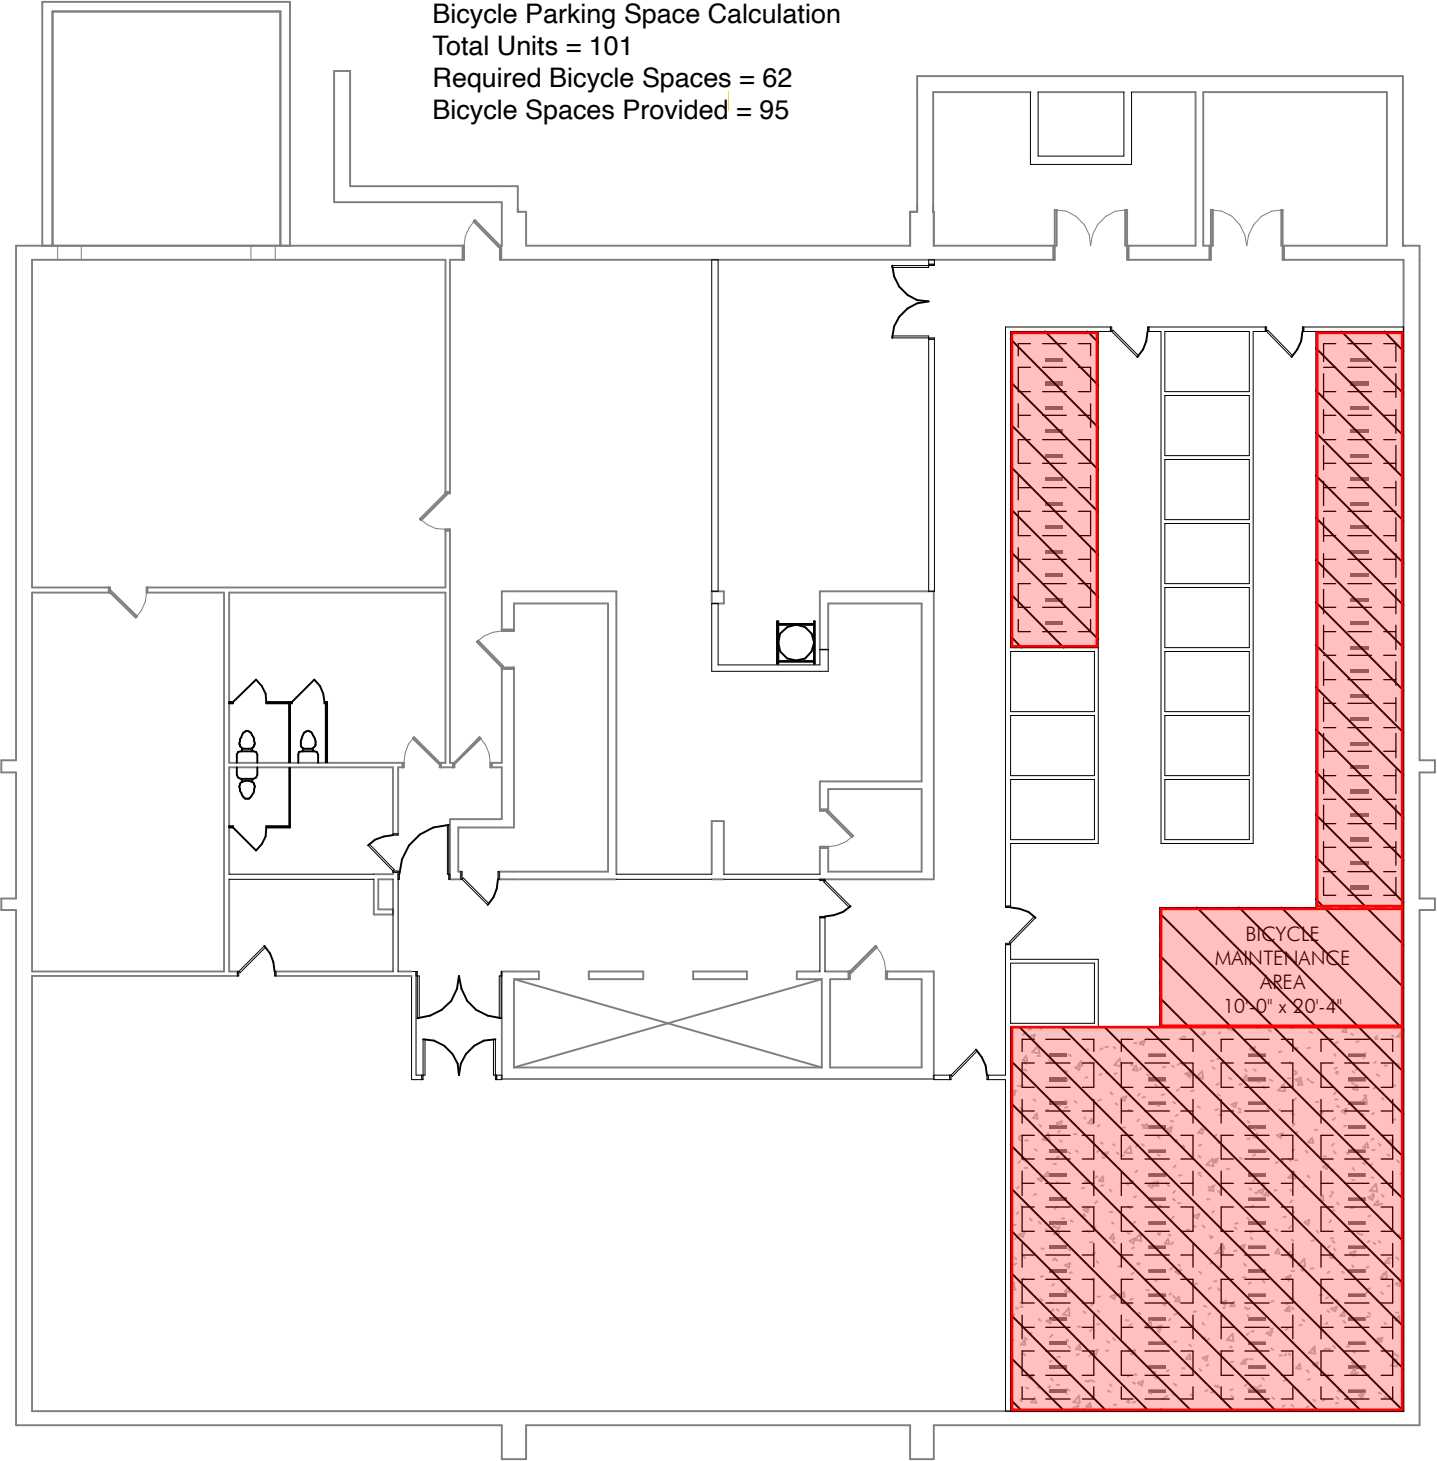 Bicycle Parking Space Calculation
Total Units = 101
Required Bicycle Spaces = 62
Bicycle Spaces Provided = 95
BICYCLE
MAINTENANCE
AREA
10'-0" x 20'-4"